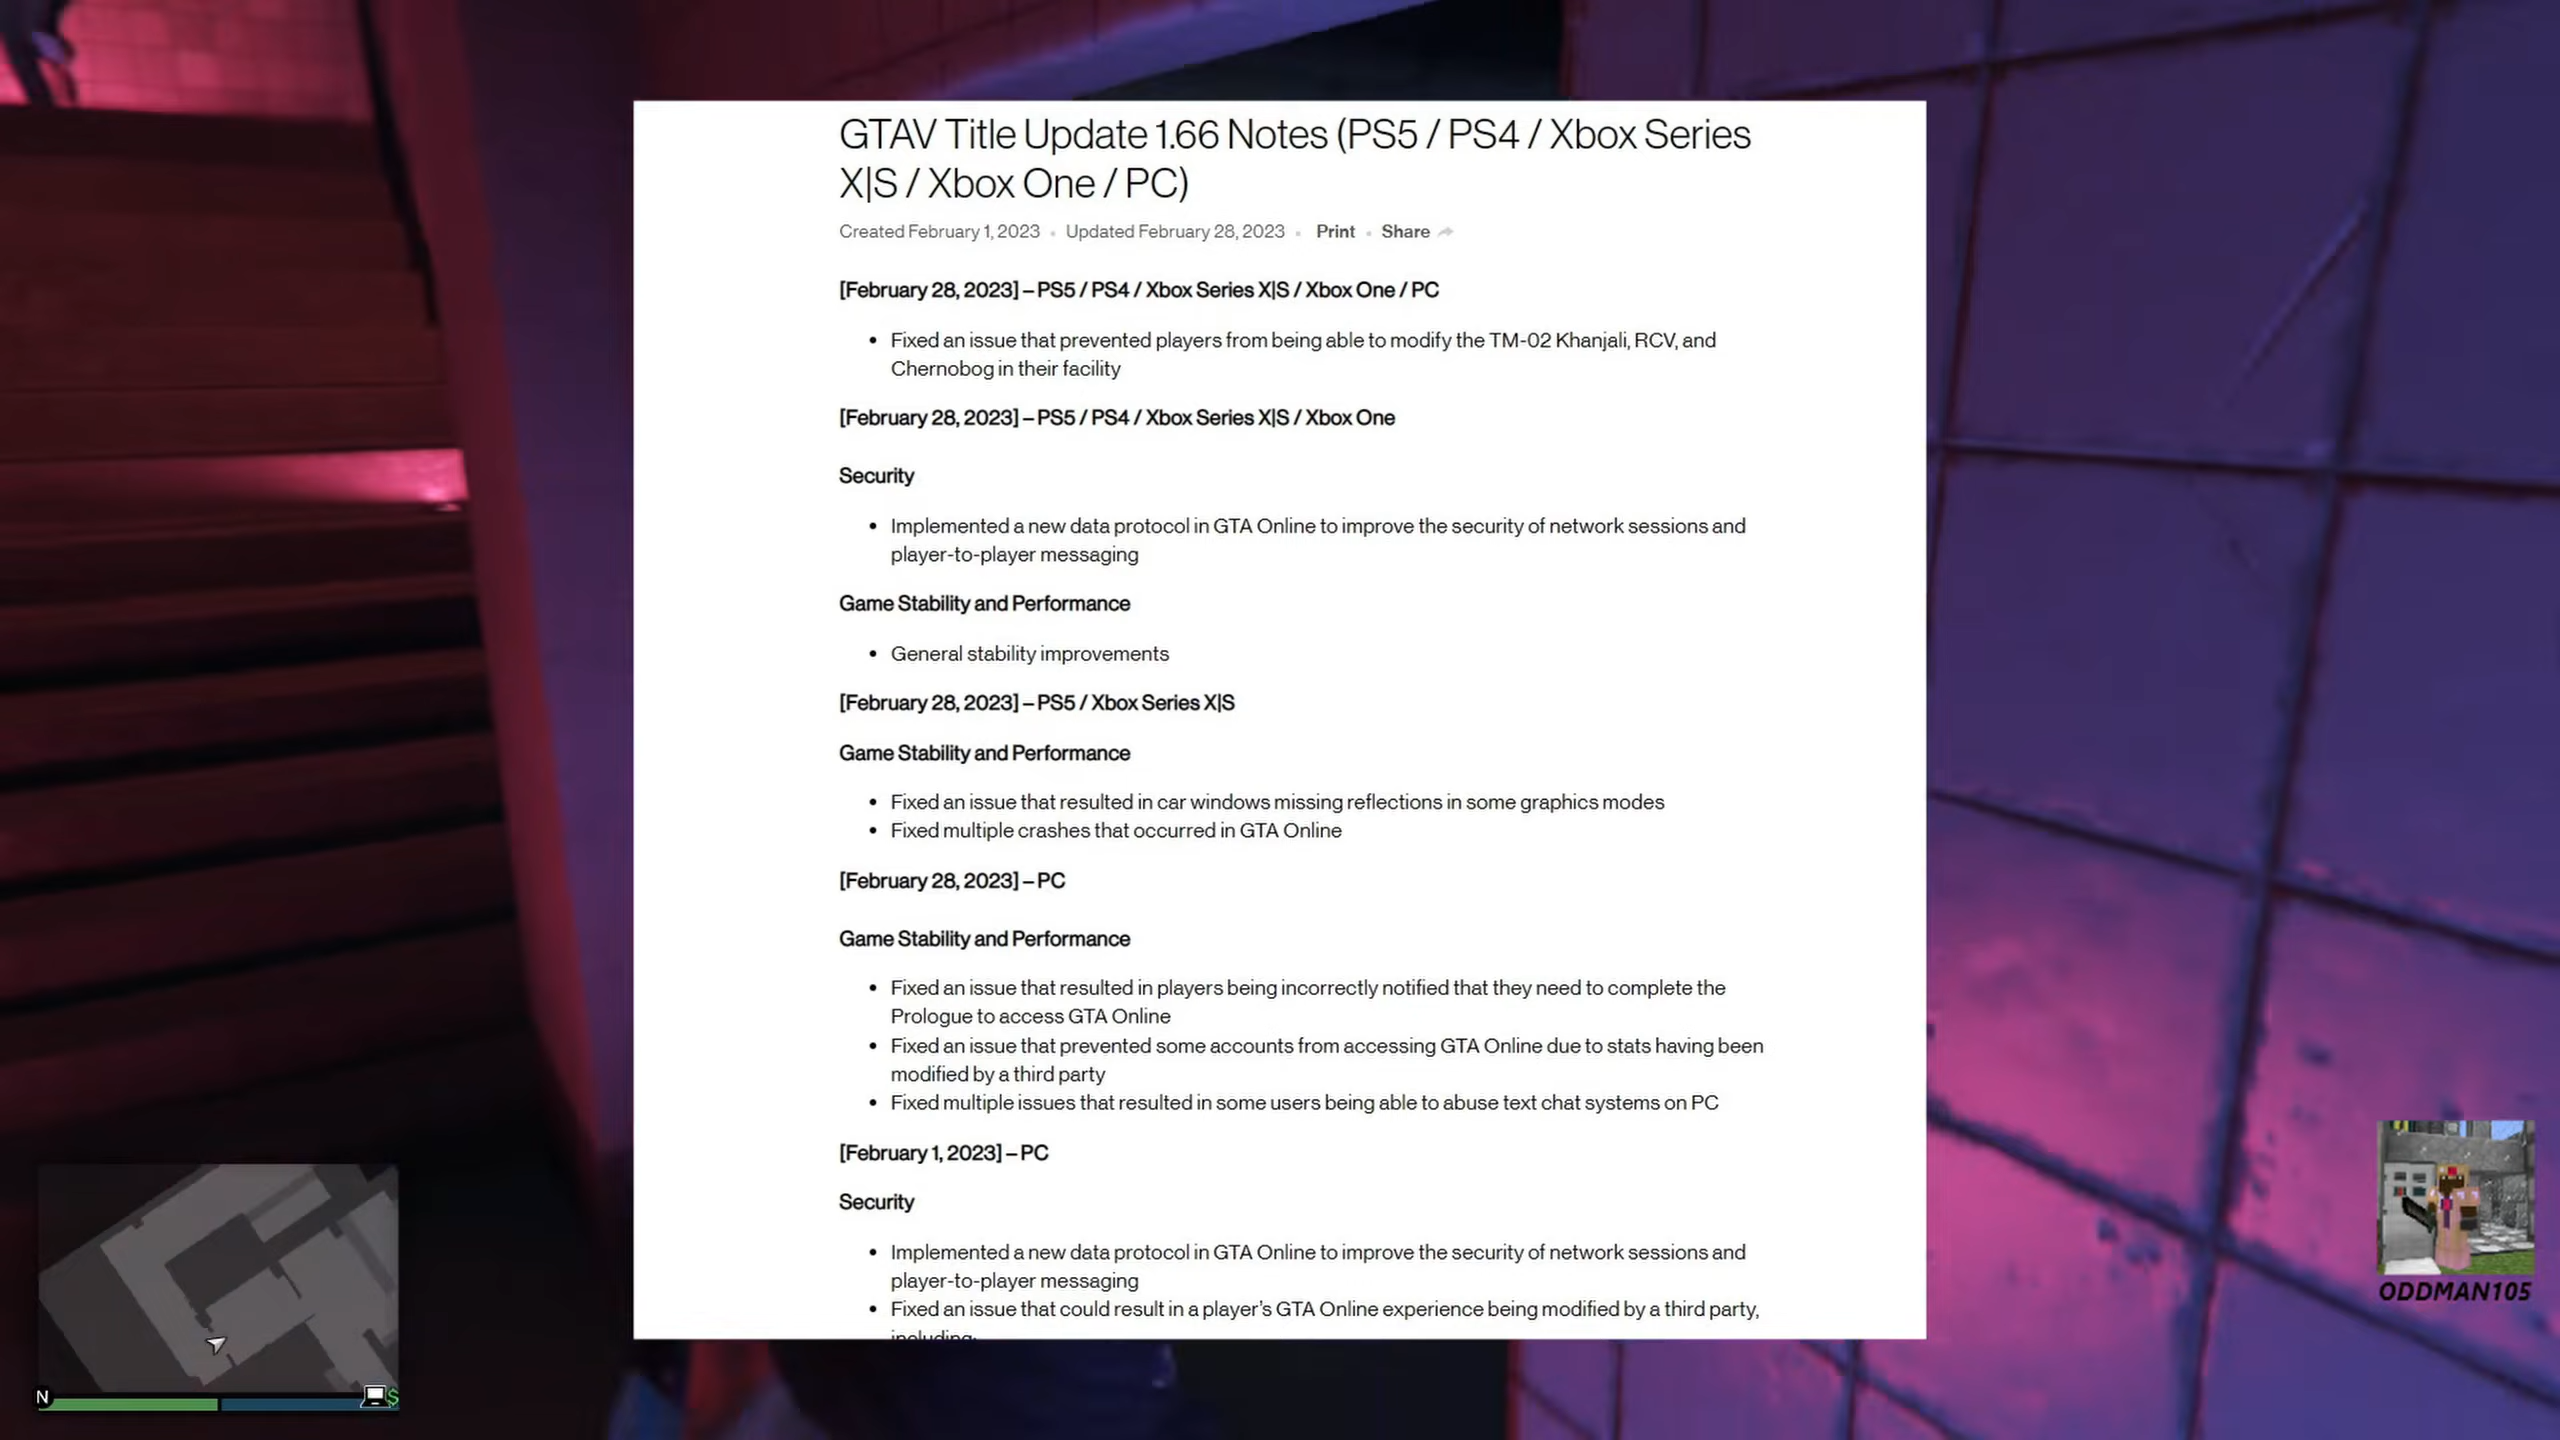 GTAV Title Update 1.66 Notes (PS5 / PS4 / Xbox Series
X|S / Xbox One / PC)
Created February 1, 2023 • Updated February 28, 2023 • Print • Share
[February 28, 2023] – PS5 / PS4 / Xbox Series X|S / Xbox One / PC
• Fixed an issue that prevented players from being able to modify the TM-02 Khanjali, RCV, and
Chernobog in their facility
[February 28, 2023] – PS5 / PS4 / Xbox Series X|S / Xbox One
Security
• Implemented a new data protocol in GTA Online to improve the security of network sessions and
player-to-player messaging
Game Stability and Performance
• General stability improvements
[February 28, 2023] – PS5 / Xbox Series X|S
Game Stability and Performance
• Fixed an issue that resulted in car windows missing reflections in some graphics modes
• Fixed multiple crashes that occurred in GTA Online
[February 28, 2023] – PC
Game Stability and Performance
• Fixed an issue that resulted in players being incorrectly notified that they need to complete the
Prologue to access GTA Online
• Fixed an issue that prevented some accounts from accessing GTA Online due to stats having been
modified by a third party
• Fixed multiple issues that resulted in some users being able to abuse text chat systems on PC
[February 1, 2023] – PC
Security
• Implemented a new data protocol in GTA Online to improve the security of network sessions and
player-to-player messaging
• Fixed an issue that could result in a player's GTA Online experience being modified by a third party,
including:
N
$
ODDMAN105